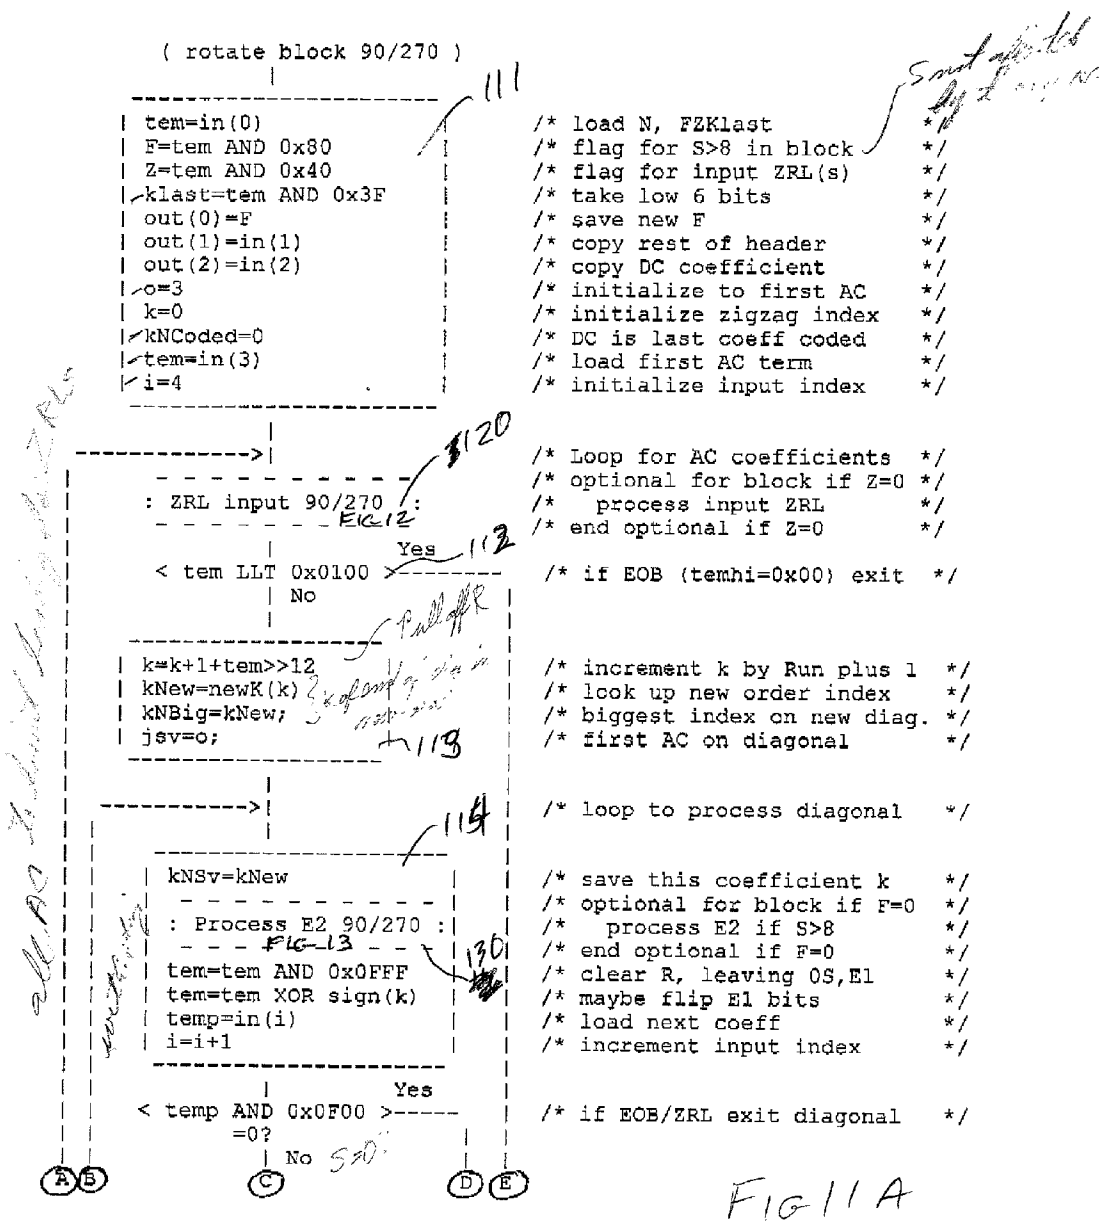 ( rotate block 90/270 )
111
tem=in(0) /* load N, FZKlast */
F=tem AND 0x80 /* flag for S>8 in block */
Z=tem AND 0x40 /* flag for input ZRL(s) */
klast=tem AND 0x3F /* take low 6 bits */
out(0)=F /* save new F */
out(1)=in(1) /* copy rest of header */
out(2)=in(2) /* copy DC coefficient */
o=3 /* initialize to first AC */
k=0 /* initialize zigzag index */
kNCoded=0 /* DC is last coeff coded */
tem=in(3) /* load first AC term */
i=4 /* initialize input index */
120
/* Loop for AC coefficients */
/* optional for block if Z=0 */
: ZRL input 90/270 : /* process input ZRL */
FIG 12 /* end optional if Z=0 */
Yes 112
< tem LLT 0x0100 > /* if EOB (temhi=0x00) exit */
No
Pull off R
k=k+1+tem>>12 /* increment k by Run plus 1 */
kNew=newK(k) /* look up new order index */
kNBig=kNew; /* biggest index on new diag. */
jsv=o; /* first AC on diagonal */
113
/* loop to process diagonal */
114
kNSv=kNew /* save this coefficient k */
/* optional for block if F=0 */
: Process E2 90/270 : /* process E2 if S>8 */
FIG-13 /* end optional if F=0 */
130
tem=tem AND 0x0FFF /* clear R, leaving 0S,E1 */
tem=tem XOR sign(k) /* maybe flip E1 bits */
temp=in(i) /* load next coeff */
i=i+1 /* increment input index */
Yes
< temp AND 0x0F00 > /* if EOB/ZRL exit diagonal */
=0?
No S=0?
A B C D E
FIG 11A